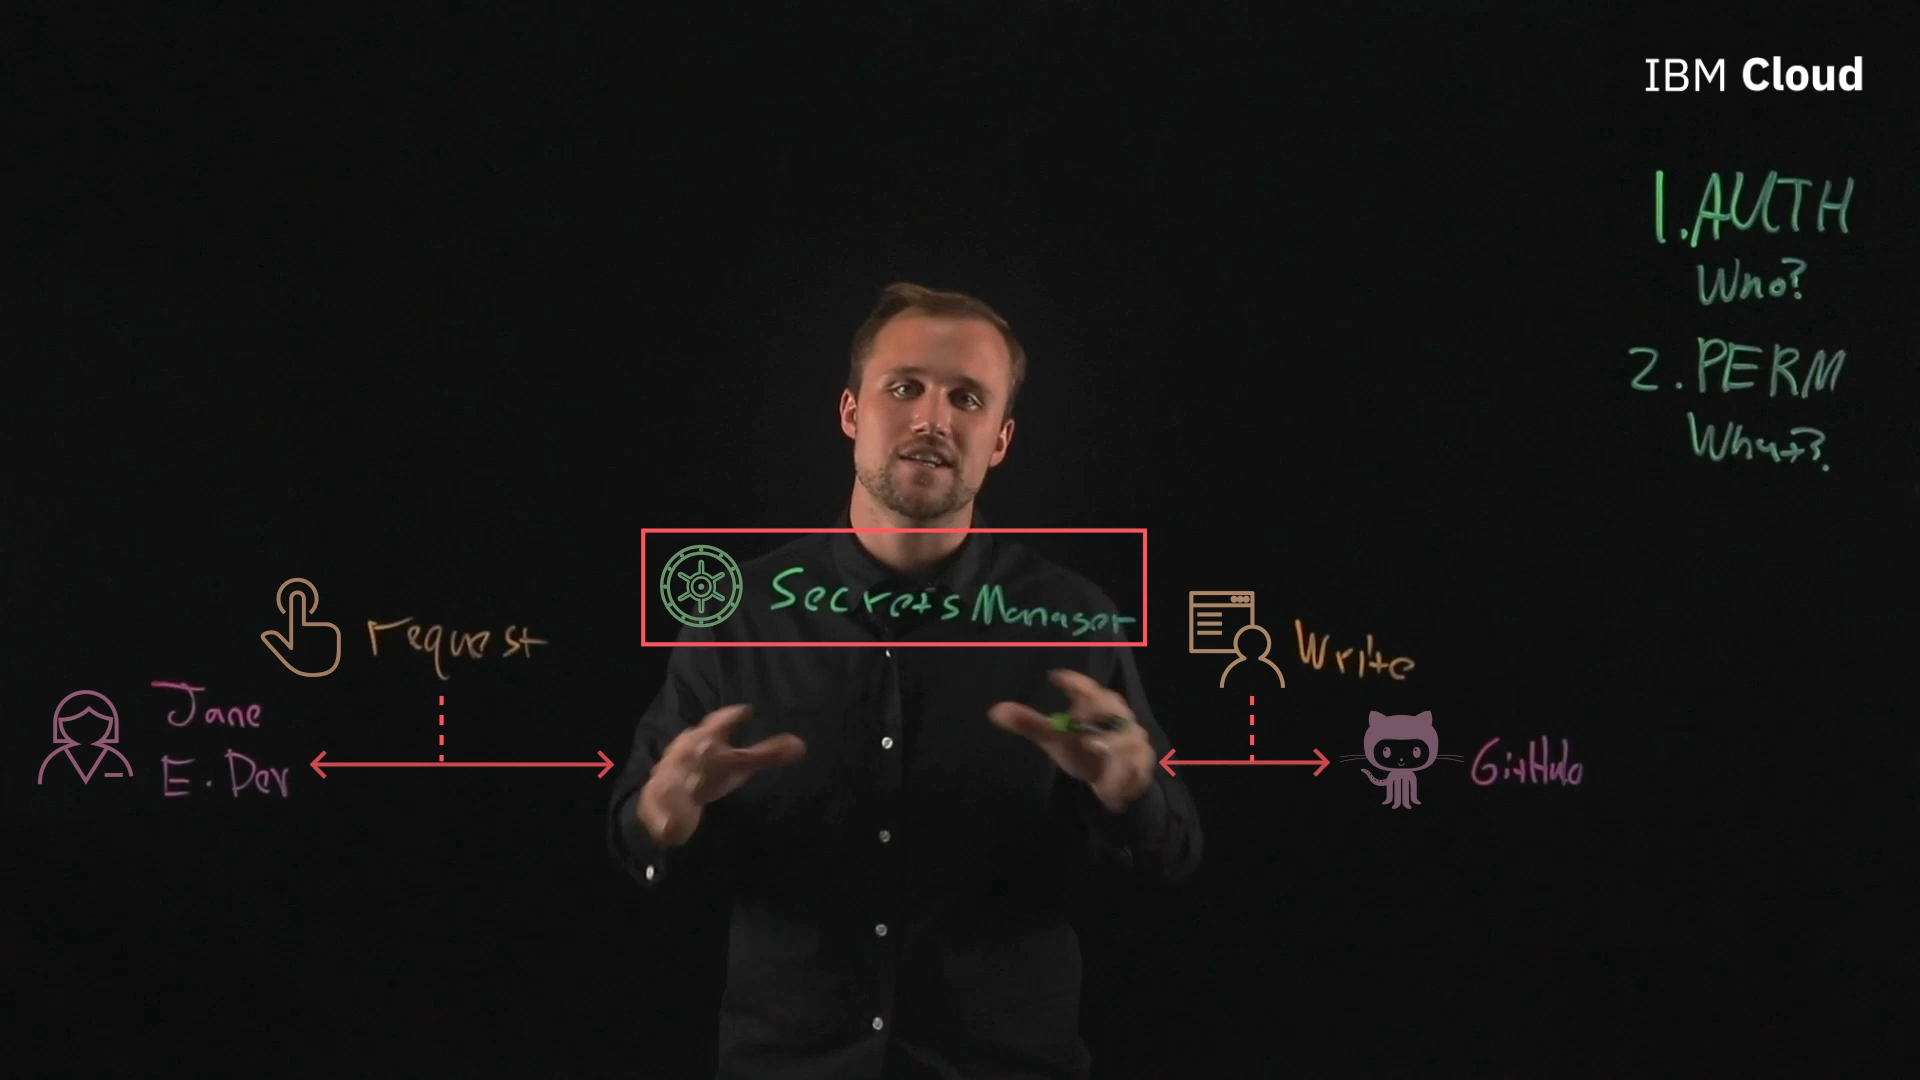 IBM Cloud
1. AUTH
Who?
2. PERM
What?
Secrets Manager
request
Write
Jane
E. Dev
GitHub